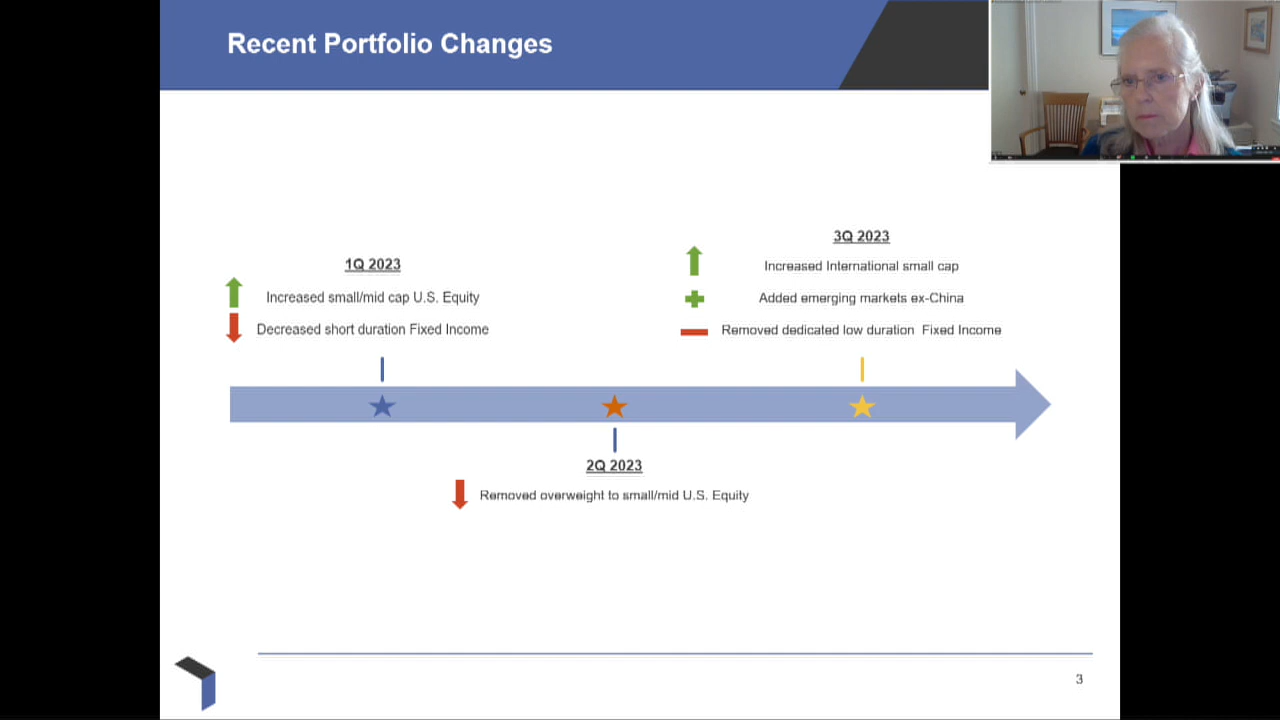 Recent Portfolio Changes
1Q 2023
Increased small/mid cap U.S. Equity
Decreased short duration Fixed Income
3Q 2023
Increased International small cap
Added emerging markets ex-China
Removed dedicated low duration Fixed Income
2Q 2023
Removed overweight to small/mid U.S. Equity
3